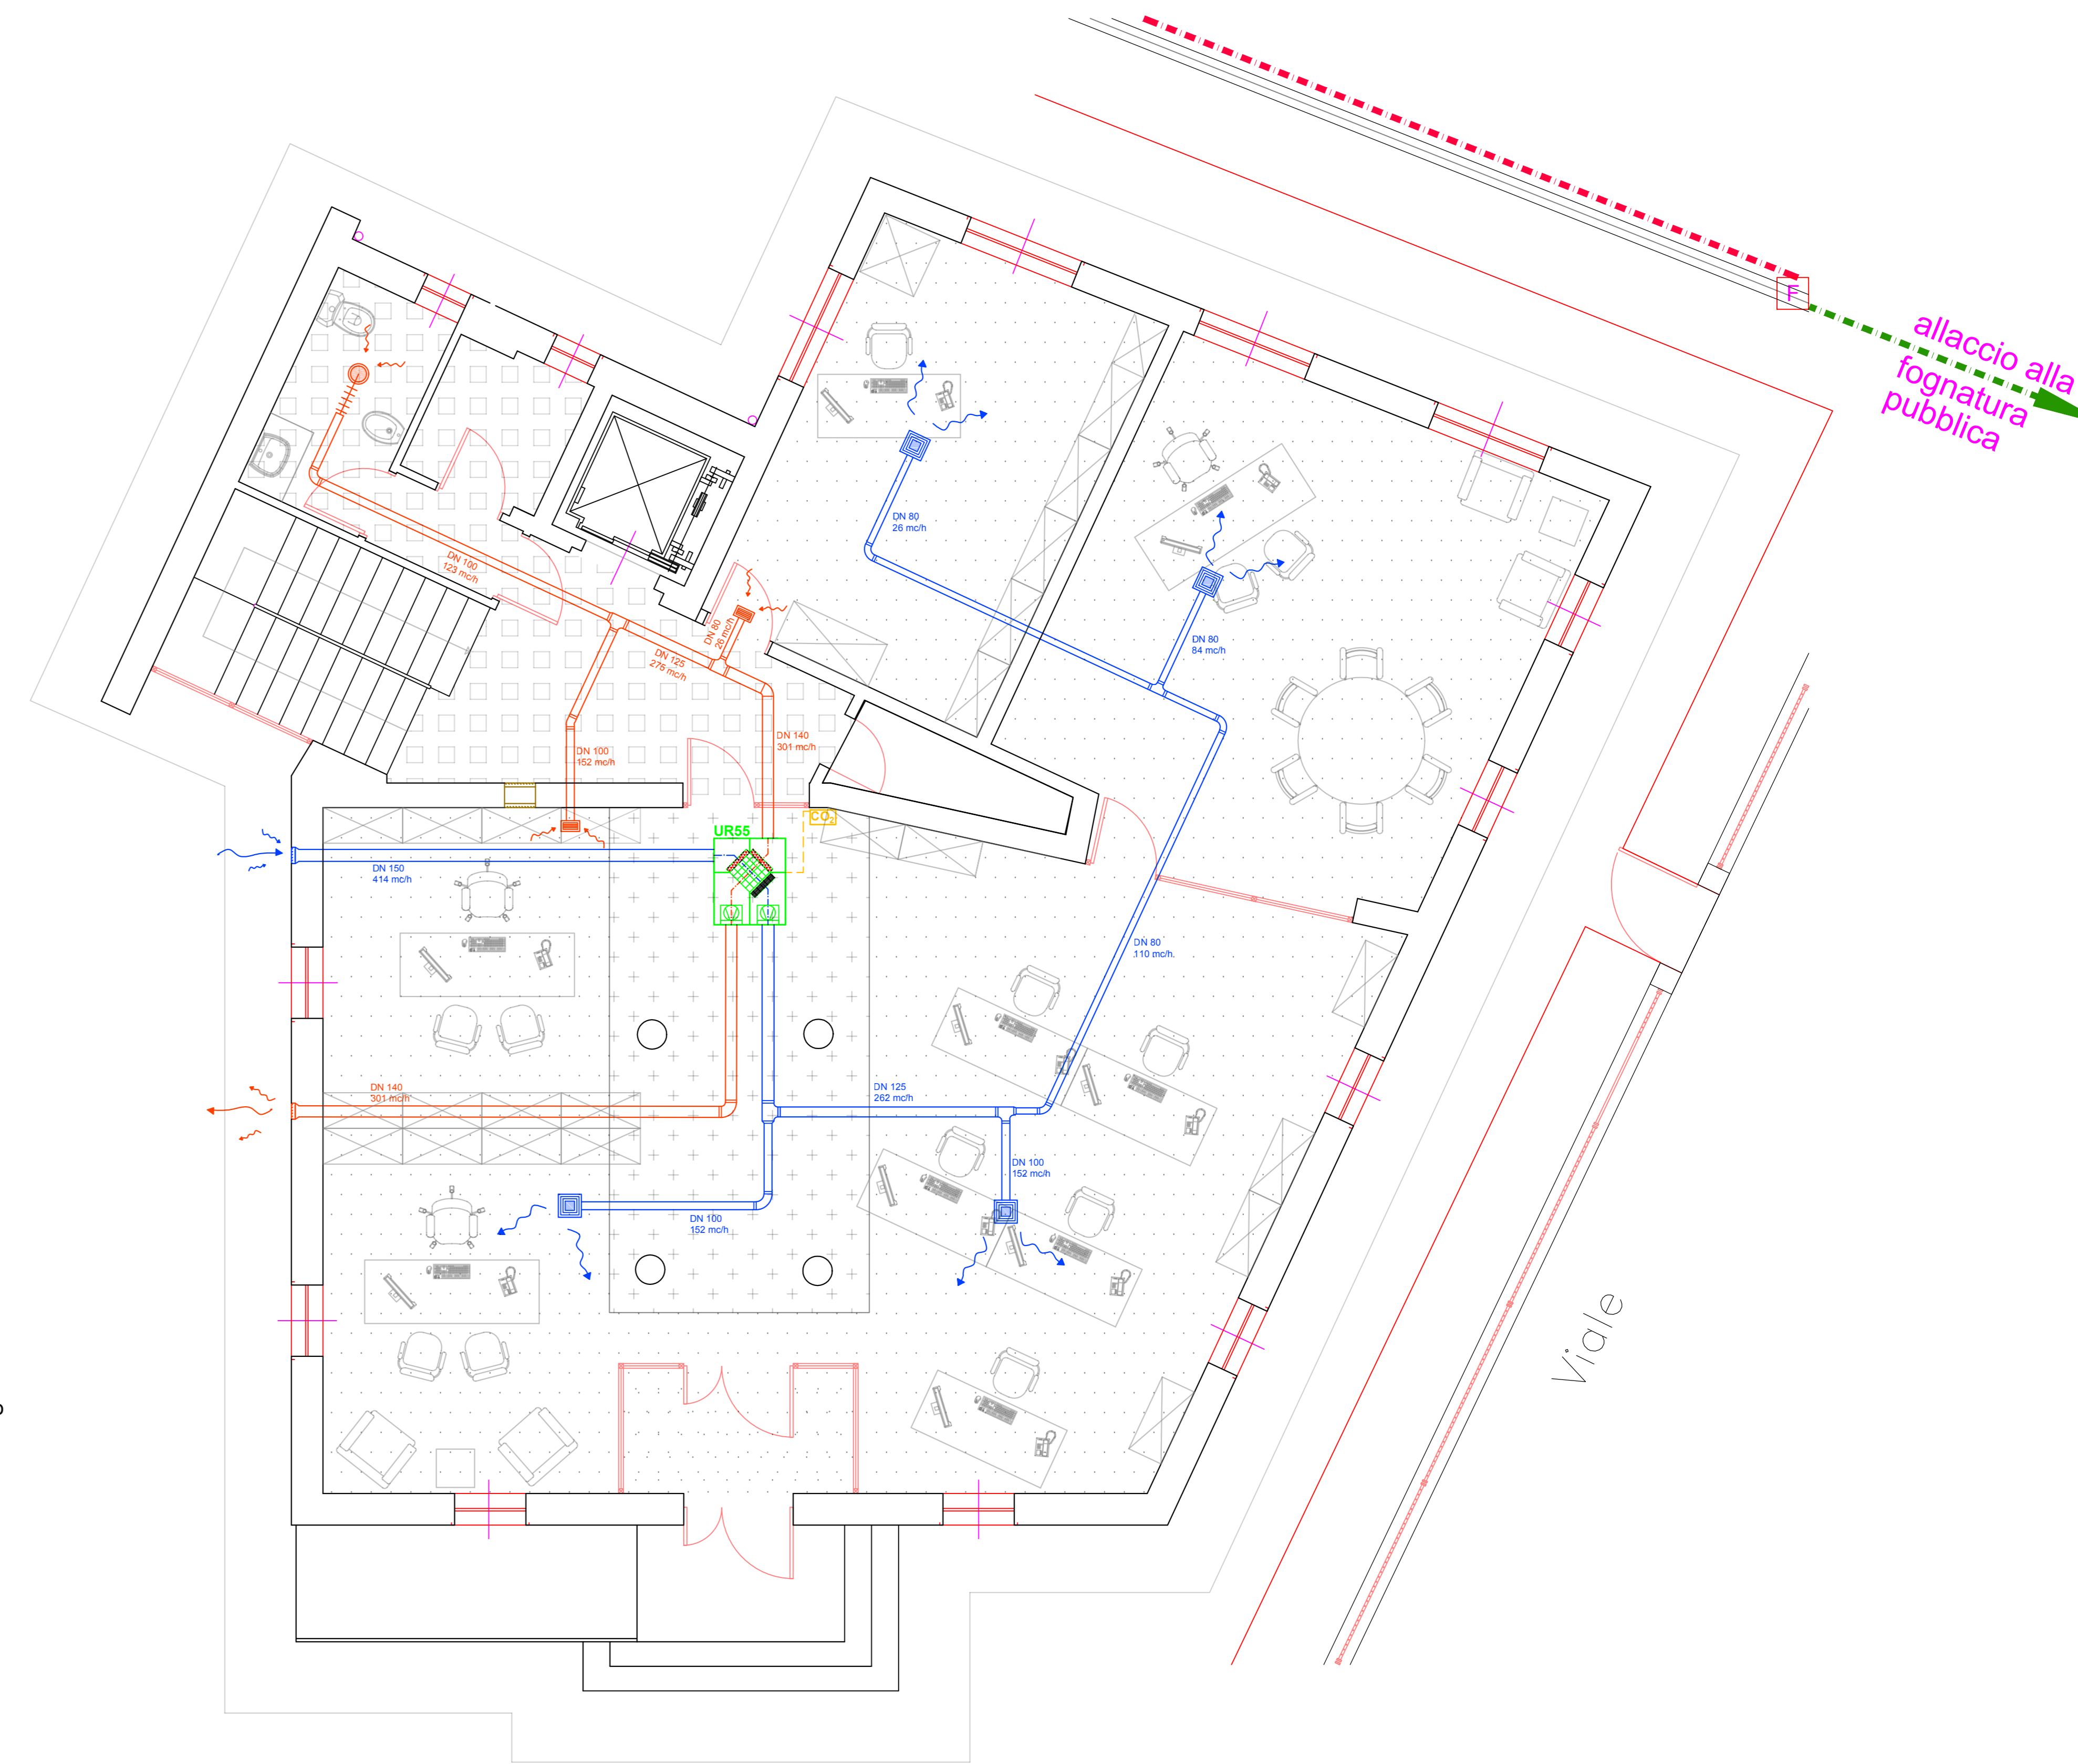 F
allaccio alla
fognatura
pubblica
DN 80
26 mc/h
DN 100
123 mc/h
DN 80
26 mc/h
DN 80
84 mc/h
DN 125
275 mc/h
DN 140
301 mc/h
DN 100
152 mc/h
CO₂
UR55
DN 150
414 mc/h
DN 80
110 mc/h
DN 140
301 mc/h
DN 125
262 mc/h
DN 100
152 mc/h
DN 100
152 mc/h
Viale